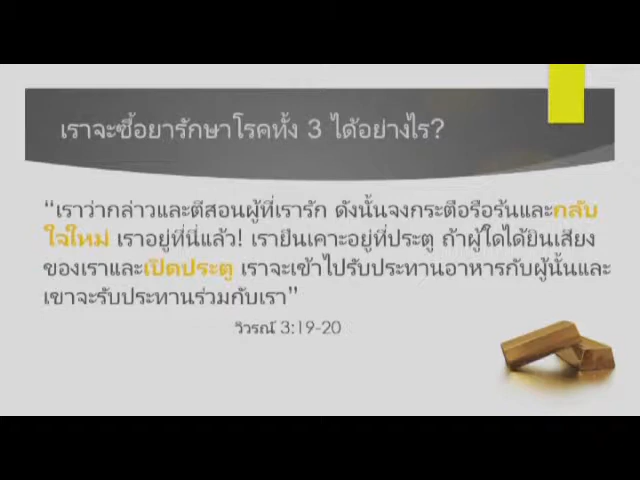 เราจะซื้อยารักษาโรคทั้ง 3 ได้อย่างไร?
“เราว่ากล่าวและตีสอนผู้ที่เรารัก ดังนั้นจงกระตือรือร้นและกลับ
ใจใหม่ เราอยู่ที่นี่แล้ว! เรายืนเคาะอยู่ที่ประตู ถ้าผู้ใดได้ยินเสียง
ของเราและเปิดประตู เราจะเข้าไปรับประทานอาหารกับผู้นั้นและ
เขาจะรับประทานร่วมกับเรา”
วิวรณ์ 3:19-20